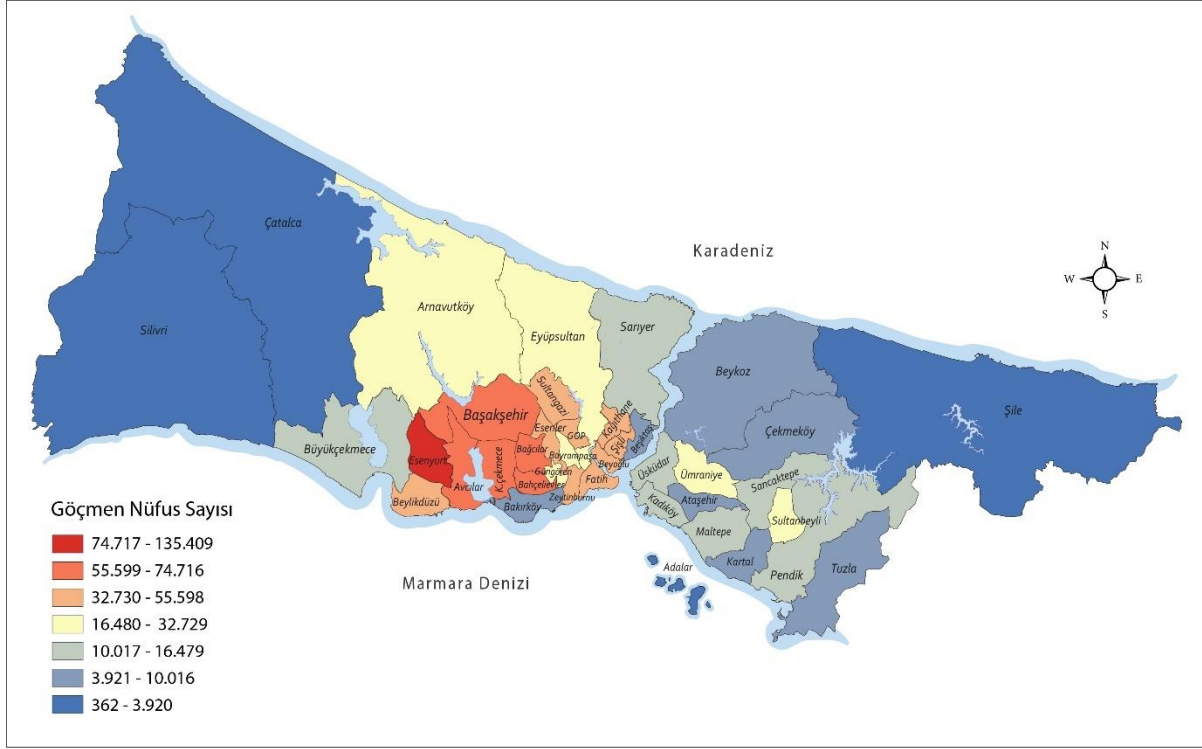 Karadeniz
N
W E
S
Çatalca
Silivri
Arnavutköy
Eyüpsultan
Sarıyer
Beykoz
Şile
Çekmeköy
Büyükçekmece
Başakşehir
Sultangazi
Esenler
GOP
Kağıthane
Şişli
Beşiktaş
Esenyurt
Avcılar
K.çekmece
Bağcılar
Bayrampaşa
Beyoğlu
Güngören
Bahçelievler
Fatih
Beylikdüzü
Bakırköy
Zeytinburnu
Üsküdar
Ümraniye
Sancaktepe
Kadıköy
Ataşehir
Sultanbeyli
Maltepe
Kartal
Pendik
Tuzla
Adalar
Marmara Denizi
Göçmen Nüfus Sayısı
74.717 - 135.409
55.599 - 74.716
32.730 - 55.598
16.480 - 32.729
10.017 - 16.479
3.921 - 10.016
362 - 3.920